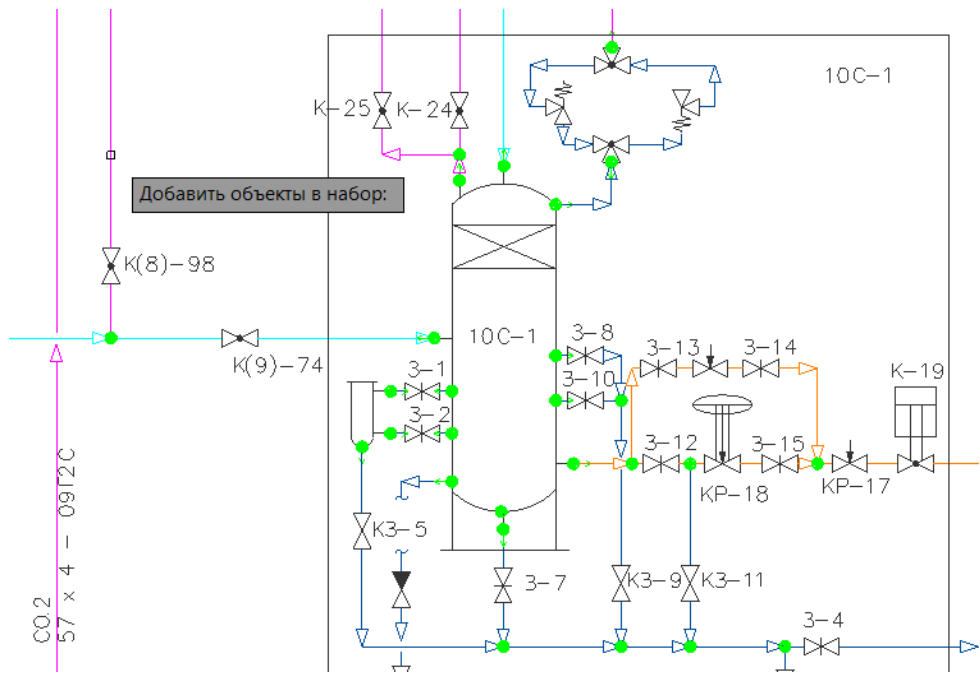 10С-1
К-25
К-24
Добавить объекты в набор:
К(8)-98
10С-1
К(9)-74
З-8
З-13
З-14
К-19
З-1
З-10
З-2
З-12
З-15
КР-18
КР-17
КЗ-5
З-7
КЗ-9
КЗ-11
З-4
СО.2
57 х 4 - 09Г2С